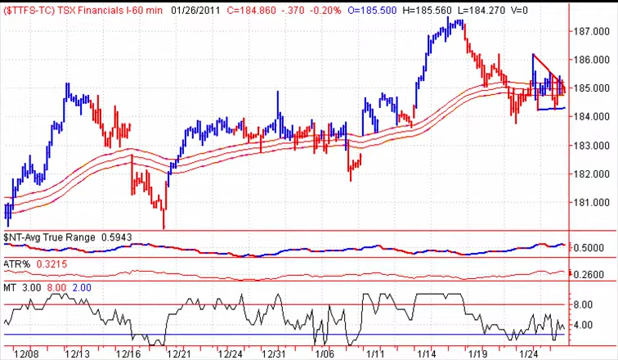 ($TTFS-TC) TSX Financials I-60 min 01/26/2011 C=184.860 -.370 -0.20% O=185.500 H=185.560 L=184.270 V=0
187.000
186.000
185.000
184.000
183.000
182.000
181.000
$NT-Avg True Range 0.5943
0.5000
ATR% 0.3215
0.2600
MT 3.00 8.00 2.00
8.00
4.00
12/08 12/13 12/16 12/21 12/24 12/31 1/06 1/11 1/14 1/19 1/24